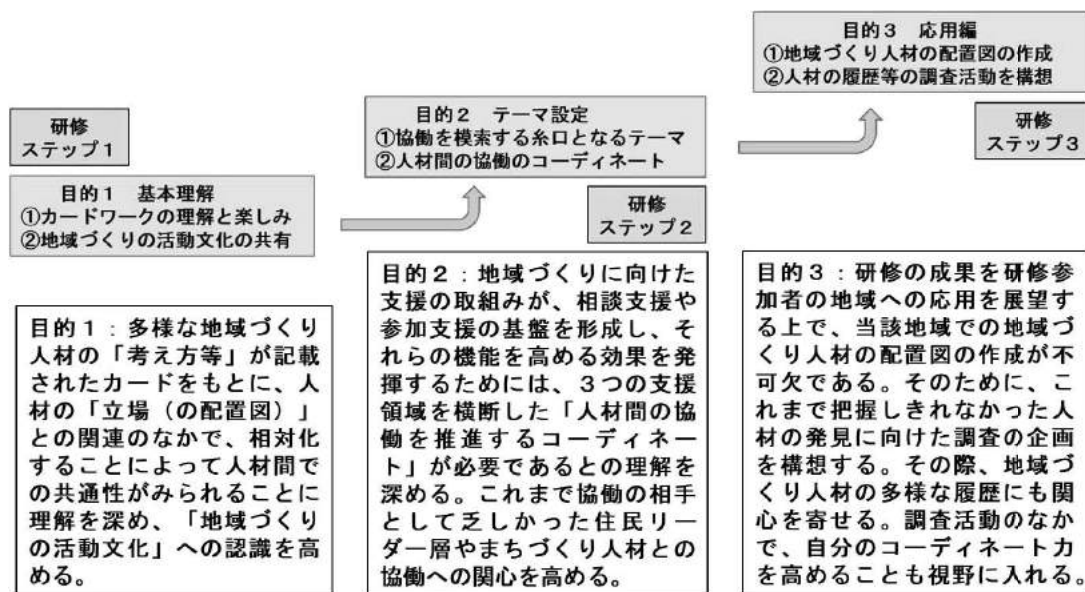 研修
ステップ1
目的1 基本理解
①カードワークの理解と楽しみ
②地域づくりの活動文化の共有
目的1:多様な地域づくり
人材の「考え方等」が記載
されたカードをもとに、人
材の「立場(の配置図)」
との関連のなかで、相対化
することによって人材間で
の共通性がみられることに
理解を深め、「地域づくり
の活動文化」への認識を高
める。
目的2 テーマ設定
①協働を模索する糸口となるテーマ
②人材間の協働のコーディネート
研修
ステップ2
目的2:地域づくりに向けた
支援の取組みが、相談支援や
参加支援の基盤を形成し、そ
れらの機能を高める効果を発
揮するためには、3つの支援
領域を横断した「人材間の協
働を推進するコーディネー
ト」が必要であるとの理解を
深める。これまで協働の相手
として乏しかった住民リー
ダー層やまちづくり人材との
協働への関心を高める。
目的3 応用編
①地域づくり人材の配置図の作成
②人材の履歴等の調査活動を構想
研修
ステップ3
目的3:研修の成果を研修参
加者の地域への応用を展望す
る上で、当該地域での地域づ
くり人材の配置図の作成が不
可欠である。そのために、こ
れまで把握しきれなかった人
材の発見に向けた調査の企画
を構想する。その際、地域づ
くり人材の多様な履歴にも関
心を寄せる。調査活動のなか
で、自分のコーディネート力
を高めることも視野に入れる。